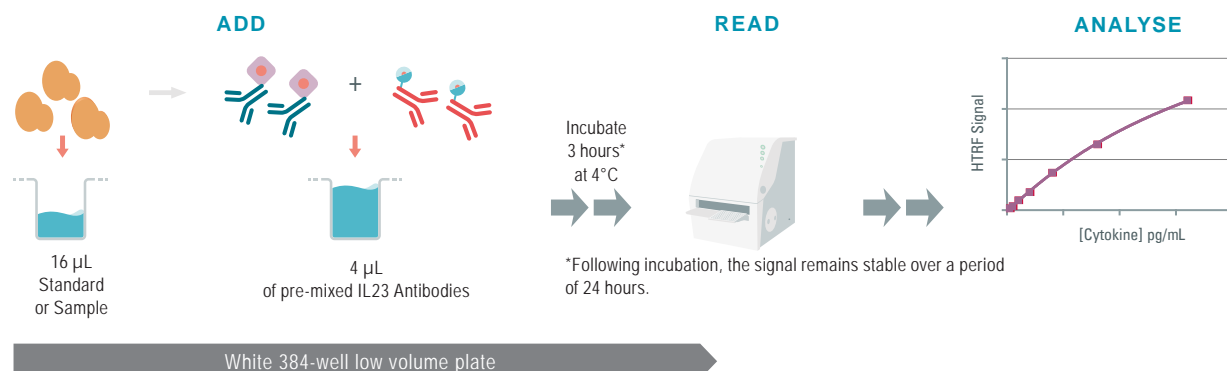 ADD
READ
ANALYSE
+
Incubate
3 hours*
at 4°C
HTRF Signal
[Cytokine] pg/mL
16 µL
Standard
or Sample
4 µL
of pre-mixed IL23 Antibodies
*Following incubation, the signal remains stable over a period
of 24 hours.
White 384-well low volume plate